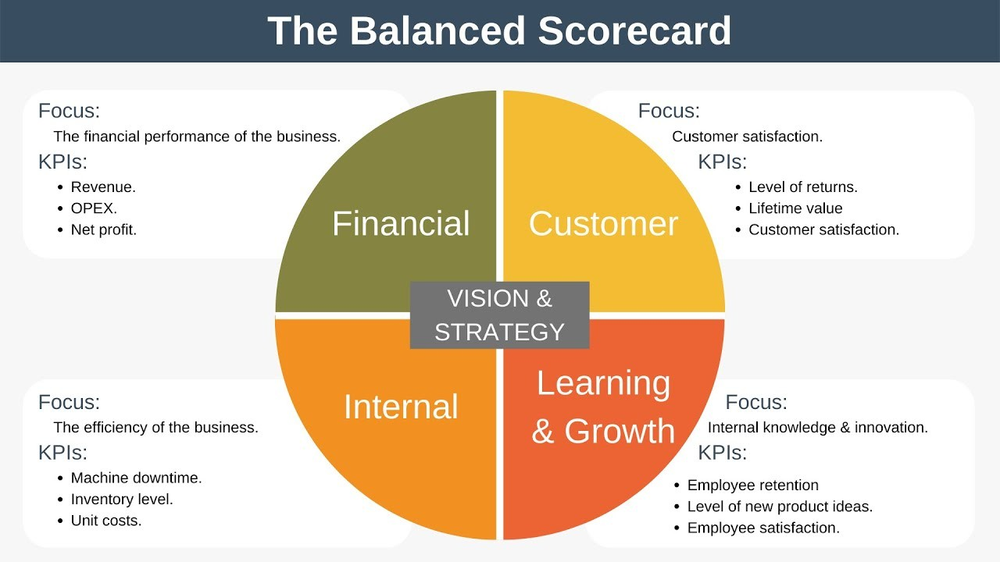 The Balanced Scorecard
Focus:
The financial performance of the business.
KPIs:
• Revenue.
• OPEX.
• Net profit.
Financial
Customer
Focus:
Customer satisfaction.
KPIs:
• Level of returns.
• Lifetime value
• Customer satisfaction.
VISION &
STRATEGY
Focus:
The efficiency of the business.
KPIs:
• Machine downtime.
• Inventory level.
• Unit costs.
Internal
Learning
& Growth
Focus:
Internal knowledge & innovation.
KPIs:
• Employee retention
• Level of new product ideas.
• Employee satisfaction.